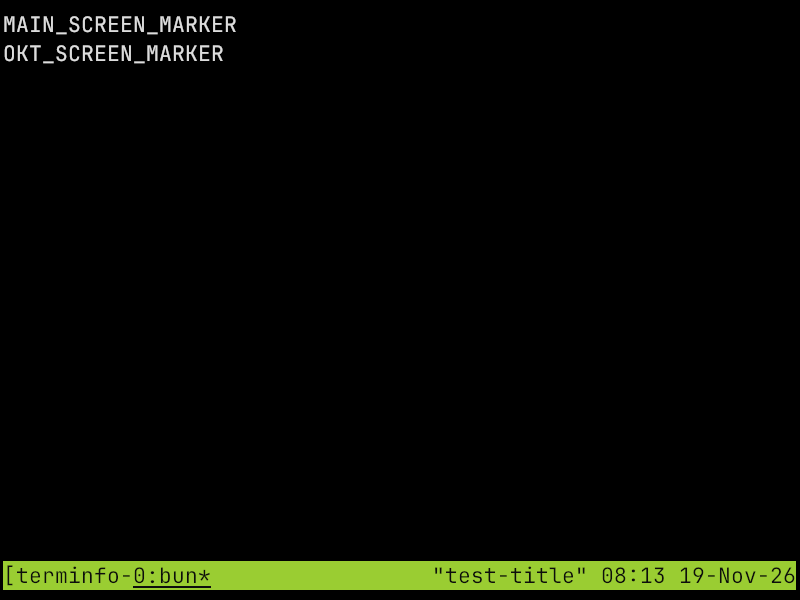 MAIN_SCREEN_MARKER
OKT_SCREEN_MARKER
[terminfo-0:bun* "test-title" 08:13 19-Nov-26